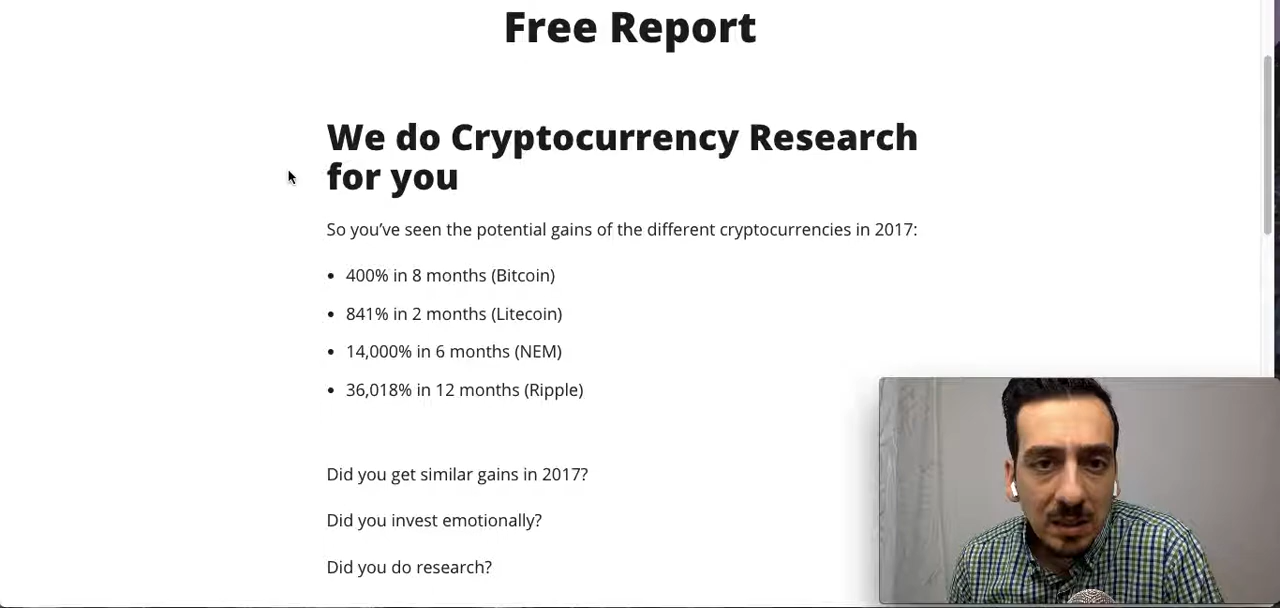 Free Report
We do Cryptocurrency Research
for you
So you’ve seen the potential gains of the different cryptocurrencies in 2017:
• 400% in 8 months (Bitcoin)
• 841% in 2 months (Litecoin)
• 14,000% in 6 months (NEM)
• 36,018% in 12 months (Ripple)
Did you get similar gains in 2017?
Did you invest emotionally?
Did you do research?